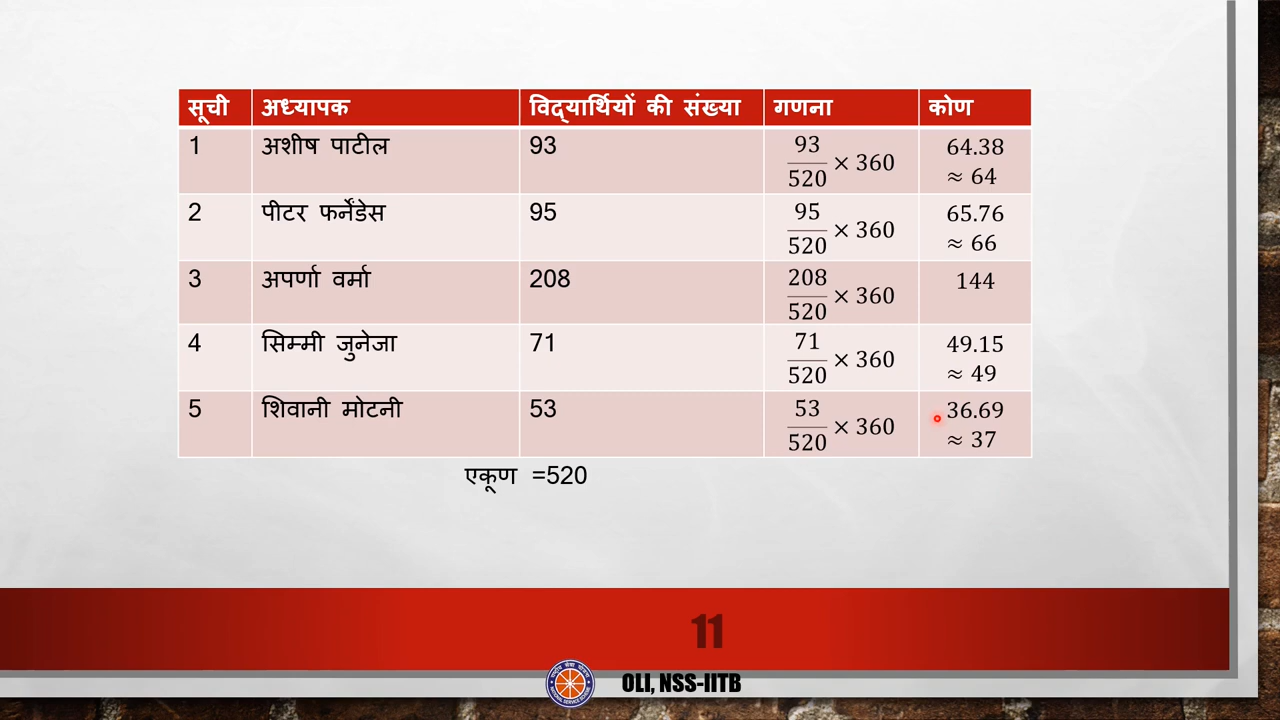 सूची अध्यापक विद्यार्थियों की संख्या गणना कोण
1 अशीष पाटील 93 93/520 × 360 64.38 ≈ 64
2 पीटर फर्नेंडेस 95 95/520 × 360 65.76 ≈ 66
3 अपर्णा वर्मा 208 208/520 × 360 144
4 सिम्मी जुनेजा 71 71/520 × 360 49.15 ≈ 49
5 शिवानी मोटनी 53 53/520 × 360 36.69 ≈ 37
एकूण =520
11
OLI, NSS-IITB